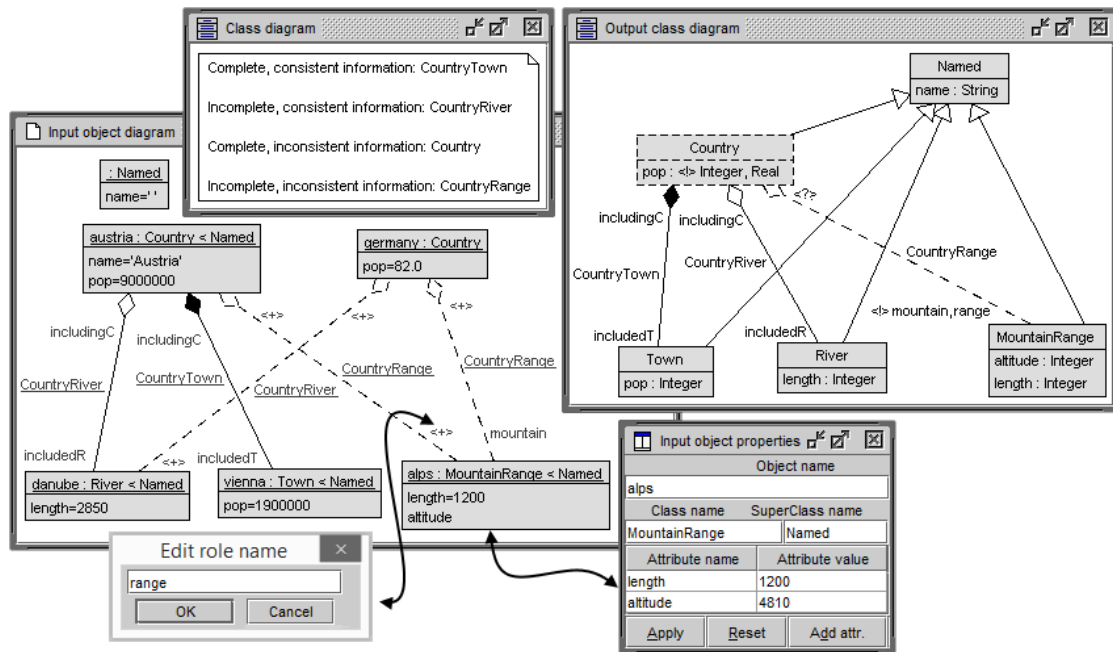 Class diagram
Complete, consistent information: CountryTown
Incomplete, consistent information: CountryRiver
Complete, inconsistent information: Country
Incomplete, inconsistent information: CountryRange
Output class diagram
Named
name : String
Country
pop : <!> Integer, Real
<??>
includingC
includingC
CountryRange
CountryTown
CountryRiver
<!> mountain,range
includedT
includedR
Town
pop : Integer
River
length : Integer
MountainRange
altitude : Integer
length : Integer
Input object diagram
: Named
name=' '
austria : Country < Named
name='Austria'
pop=9000000
germany : Country
pop=82.0
<+>
<+>
<+>
includingC
includingC
CountryRiver
CountryTown
CountryRiver
CountryRange
CountryRange
<+>
mountain
includedR
<+>
includedT
danube : River < Named
length=2850
vienna : Town < Named
pop=1900000
alps : MountainRange < Named
length=1200
altitude
Edit role name
range
OK
Cancel
Input object properties
Object name
alps
Class name
SuperClass name
MountainRange
Named
Attribute name
Attribute value
length
1200
altitude
4810
Apply
Reset
Add attr.